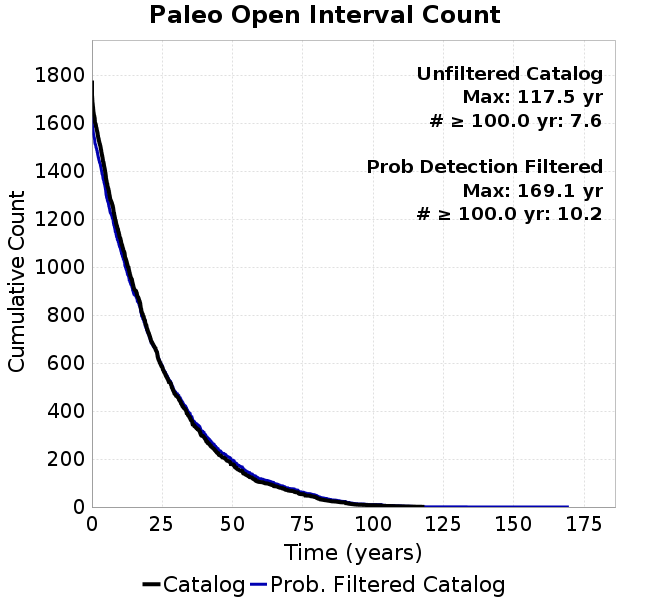 Paleo Open Interval Count
Unfiltered Catalog
Max: 117.5 yr
# ≥ 100.0 yr: 7.6
Prob Detection Filtered
Max: 169.1 yr
# ≥ 100.0 yr: 10.2
Cumulative Count
1800
1600
1400
1200
1000
800
600
400
200
0
0 25 50 75 100 125 150 175
Time (years)
Catalog Prob. Filtered Catalog